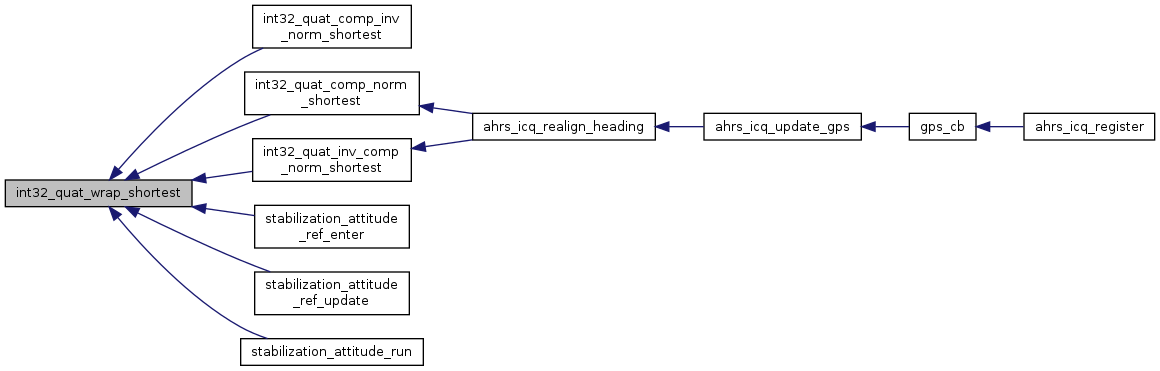 int32_quat_comp_inv
_norm_shortest
int32_quat_comp_norm
_shortest
ahrs_icq_realign_heading
ahrs_icq_update_gps
gps_cb
ahrs_icq_register
int32_quat_inv_comp
_norm_shortest
int32_quat_wrap_shortest
stabilization_attitude
_ref_enter
stabilization_attitude
_ref_update
stabilization_attitude_run